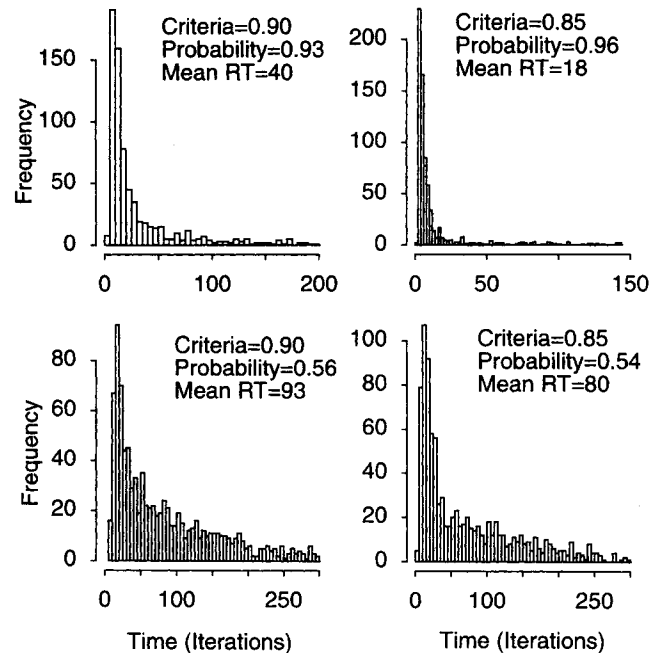 Criteria=0.90
Probability=0.93
Mean RT=40
Frequency
150
100
50
0
0
100
200
Criteria=0.85
Probability=0.96
Mean RT=18
200
150
100
50
0
0
50
150
Criteria=0.90
Probability=0.56
Mean RT=93
Frequency
80
60
40
20
0
0
100
250
Time (Iterations)
Criteria=0.85
Probability=0.54
Mean RT=80
100
80
60
40
20
0
0
100
250
Time (Iterations)